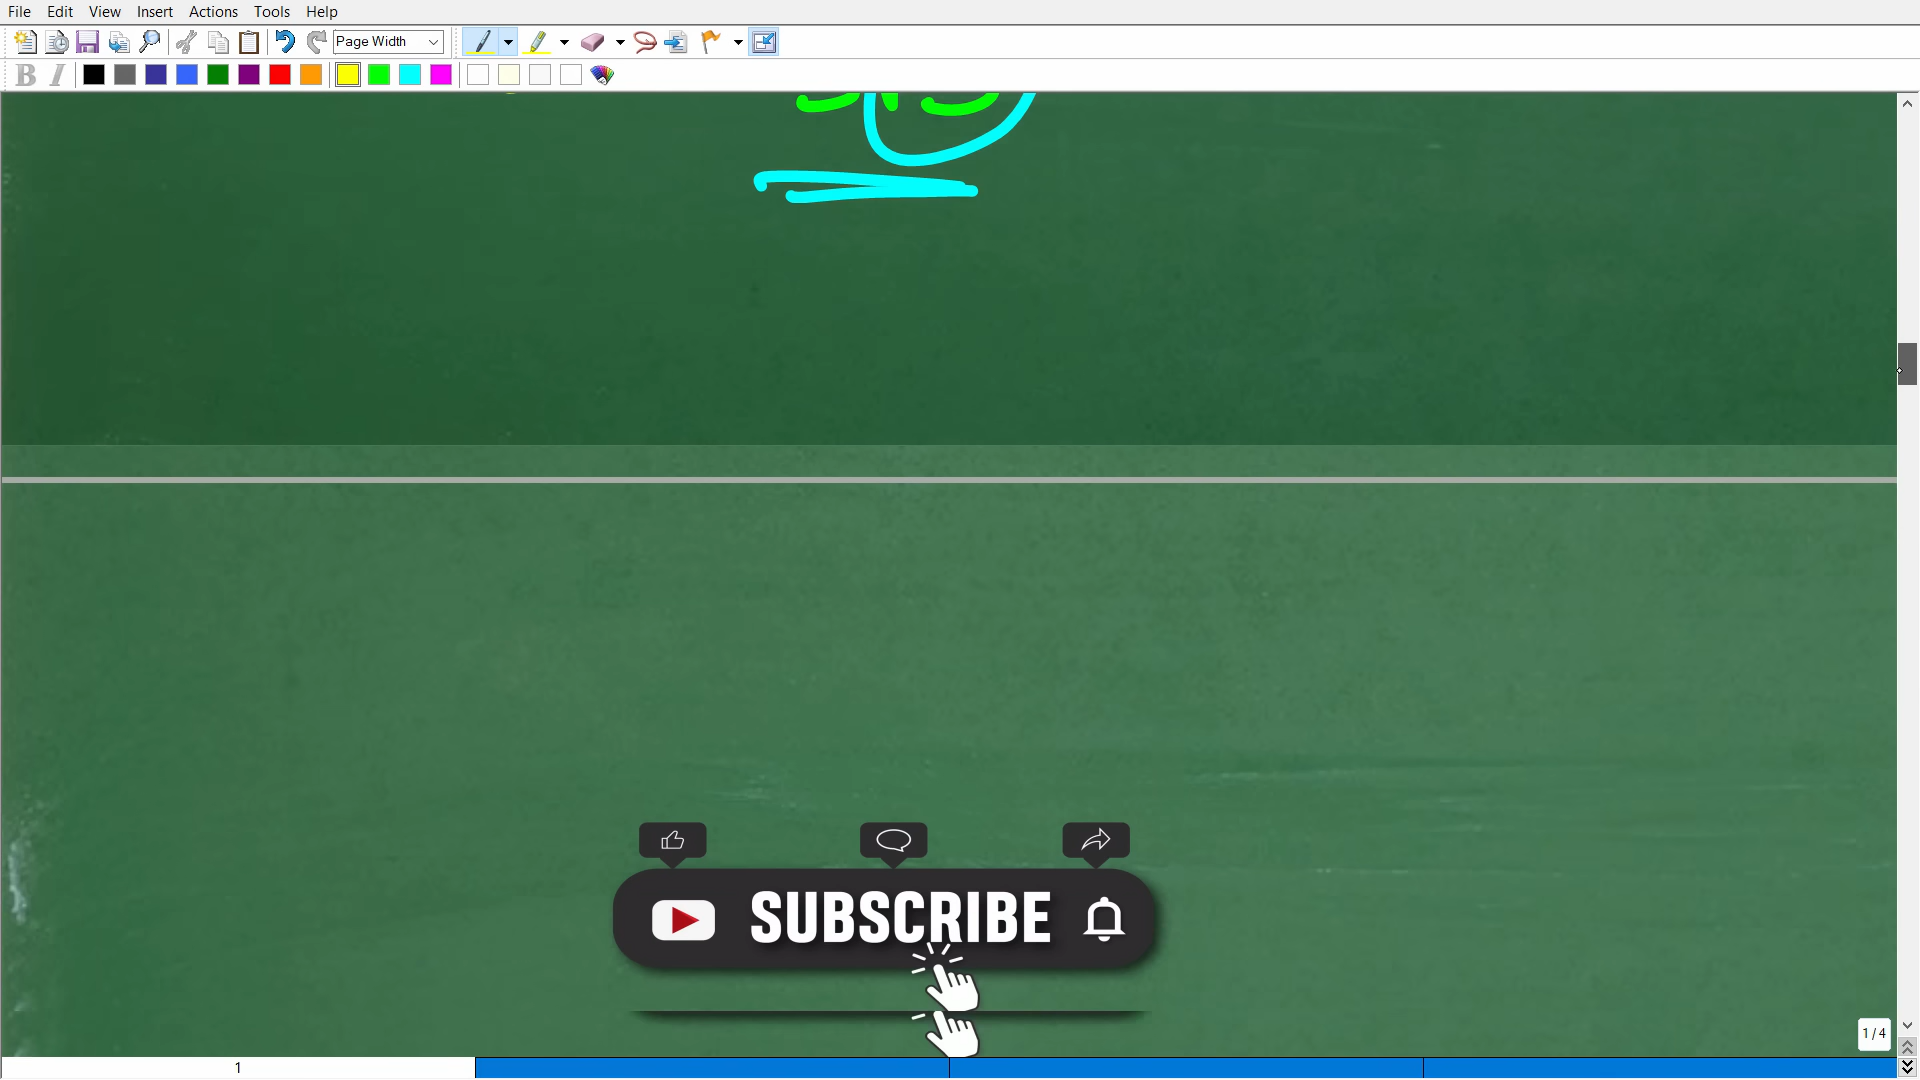 File Edit View Insert Actions Tools Help
Page Width
B I
SUBSCRIBE
1 / 4
1